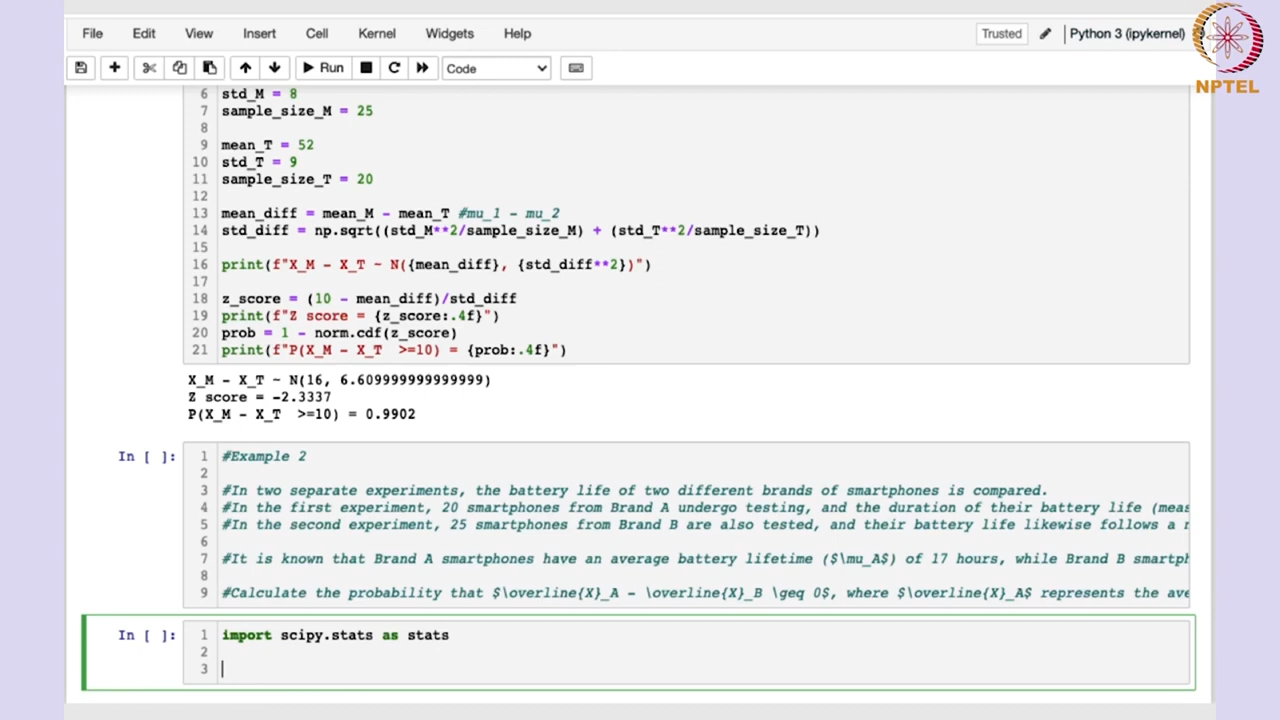 File Edit View Insert Cell Kernel Widgets Help Trusted Python 3 (ipykernel)
NPTEL
Run Code
6 std_M = 8
7 sample_size_M = 25
8
9 mean_T = 52
10 std_T = 9
11 sample_size_T = 20
12
13 mean_diff = mean_M - mean_T #mu_1 - mu_2
14 std_diff = np.sqrt((std_M**2/sample_size_M) + (std_T**2/sample_size_T))
15
16 print(f"X_M - X_T ~ N({mean_diff}, {std_diff**2})")
17
18 z_score = (10 - mean_diff)/std_diff
19 print(f"Z score = {z_score:.4f}")
20 prob = 1 - norm.cdf(z_score)
21 print(f"P(X_M - X_T  >=10) = {prob:.4f}")
X_M - X_T ~ N(16, 6.609999999999999)
Z score = -2.3337
P(X_M - X_T  >=10) = 0.9902
In [ ]: 1 #Example 2
2
3 #In two separate experiments, the battery life of two different brands of smartphones is compared.
4 #In the first experiment, 20 smartphones from Brand A undergo testing, and the duration of their battery life (meas
5 #In the second experiment, 25 smartphones from Brand B are also tested, and their battery life likewise follows a n
6
7 #It is known that Brand A smartphones have an average battery lifetime ($\mu_A$) of 17 hours, while Brand B smartph
8
9 #Calculate the probability that $\overline{X}_A - \overline{X}_B \geq 0$, where $\overline{X}_A$ represents the ave
In [ ]: 1 import scipy.stats as stats
2
3